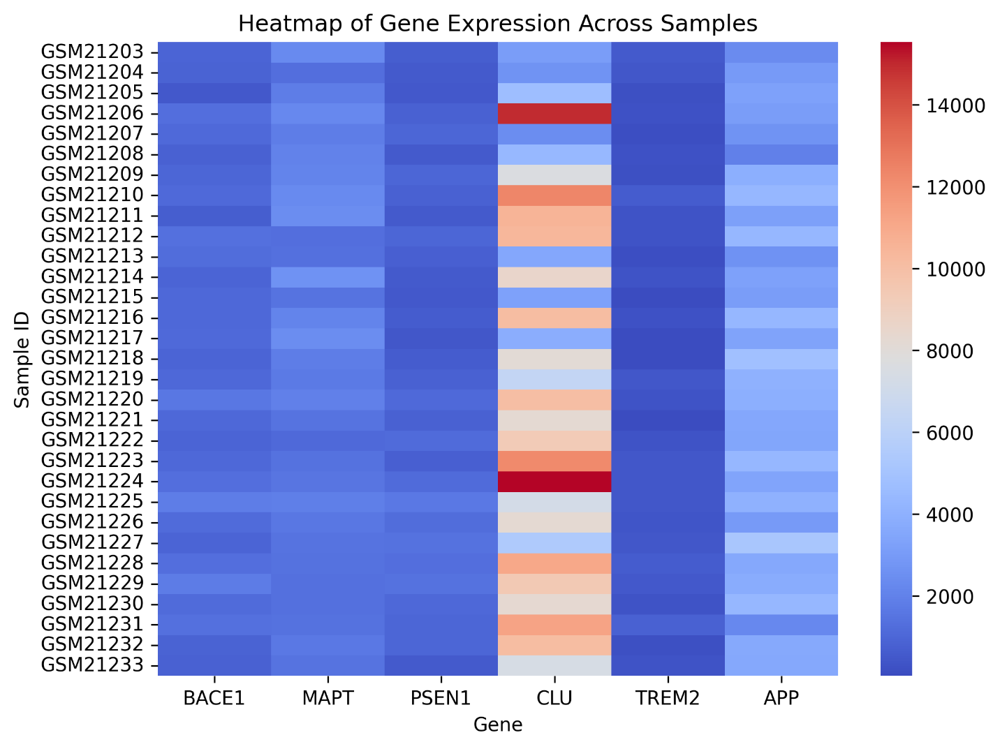 Heatmap of Gene Expression Across Samples
GSM21203
GSM21204
GSM21205
GSM21206
GSM21207
GSM21208
GSM21209
GSM21210
GSM21211
GSM21212
GSM21213
GSM21214
GSM21215
GSM21216
GSM21217
GSM21218
GSM21219
GSM21220
GSM21221
GSM21222
GSM21223
GSM21224
GSM21225
GSM21226
GSM21227
GSM21228
GSM21229
GSM21230
GSM21231
GSM21232
GSM21233
Sample ID
BACE1 MAPT PSEN1 CLU TREM2 APP
Gene
14000
12000
10000
8000
6000
4000
2000